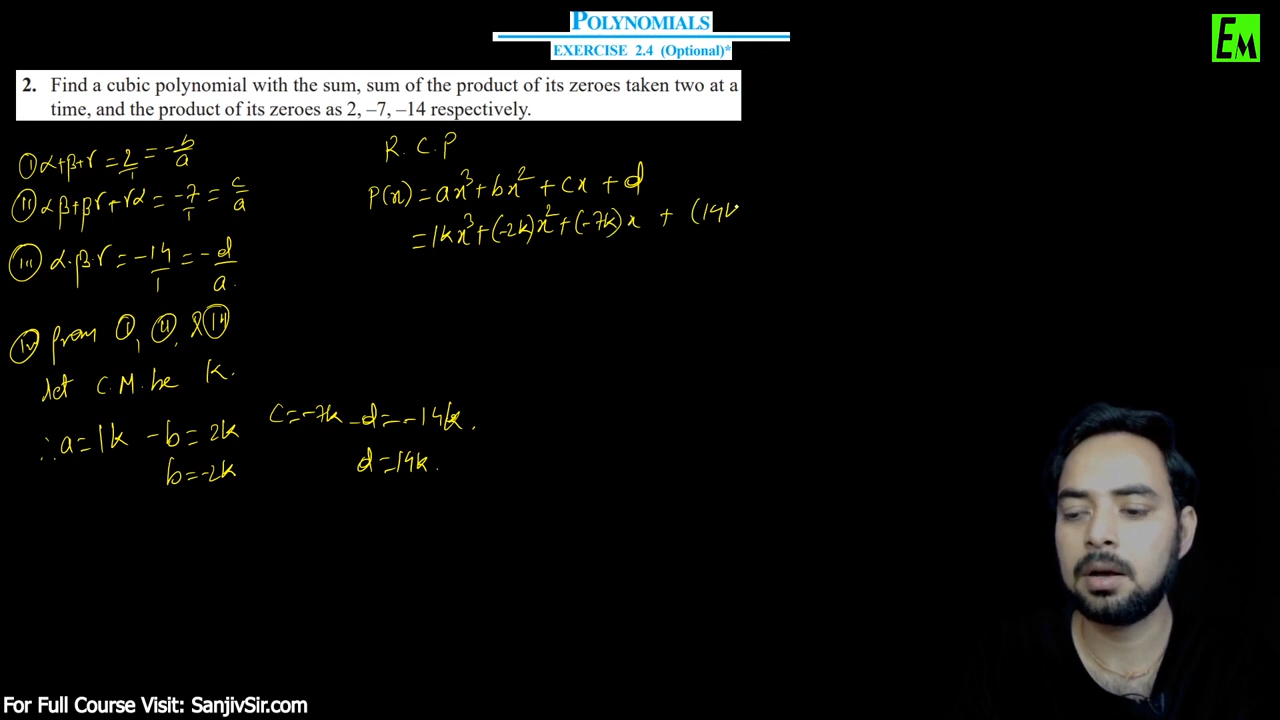 POLYNOMIALS
EXERCISE 2.4 (Optional)*
EM
2. Find a cubic polynomial with the sum, sum of the product of its zeroes taken two at a
time, and the product of its zeroes as 2, –7, –14 respectively.
(I) α+β+γ = 2/1 = -b/a
(II) αβ+βγ+γα = -7/1 = c/a
(III) α·β·γ = -14/1 = -d/a.
(IV) from (I), (II), & (III)
let C.M. be k.
∴ a = 1k -b = 2k c = -7k -d = -14k.
b = -2k d = 14k.
R. C. P
P(x) = ax³ + bx² + cx + d
= 1kx³ + (-2k)x² + (-7k)x + (14k
For Full Course Visit: SanjivSir.com